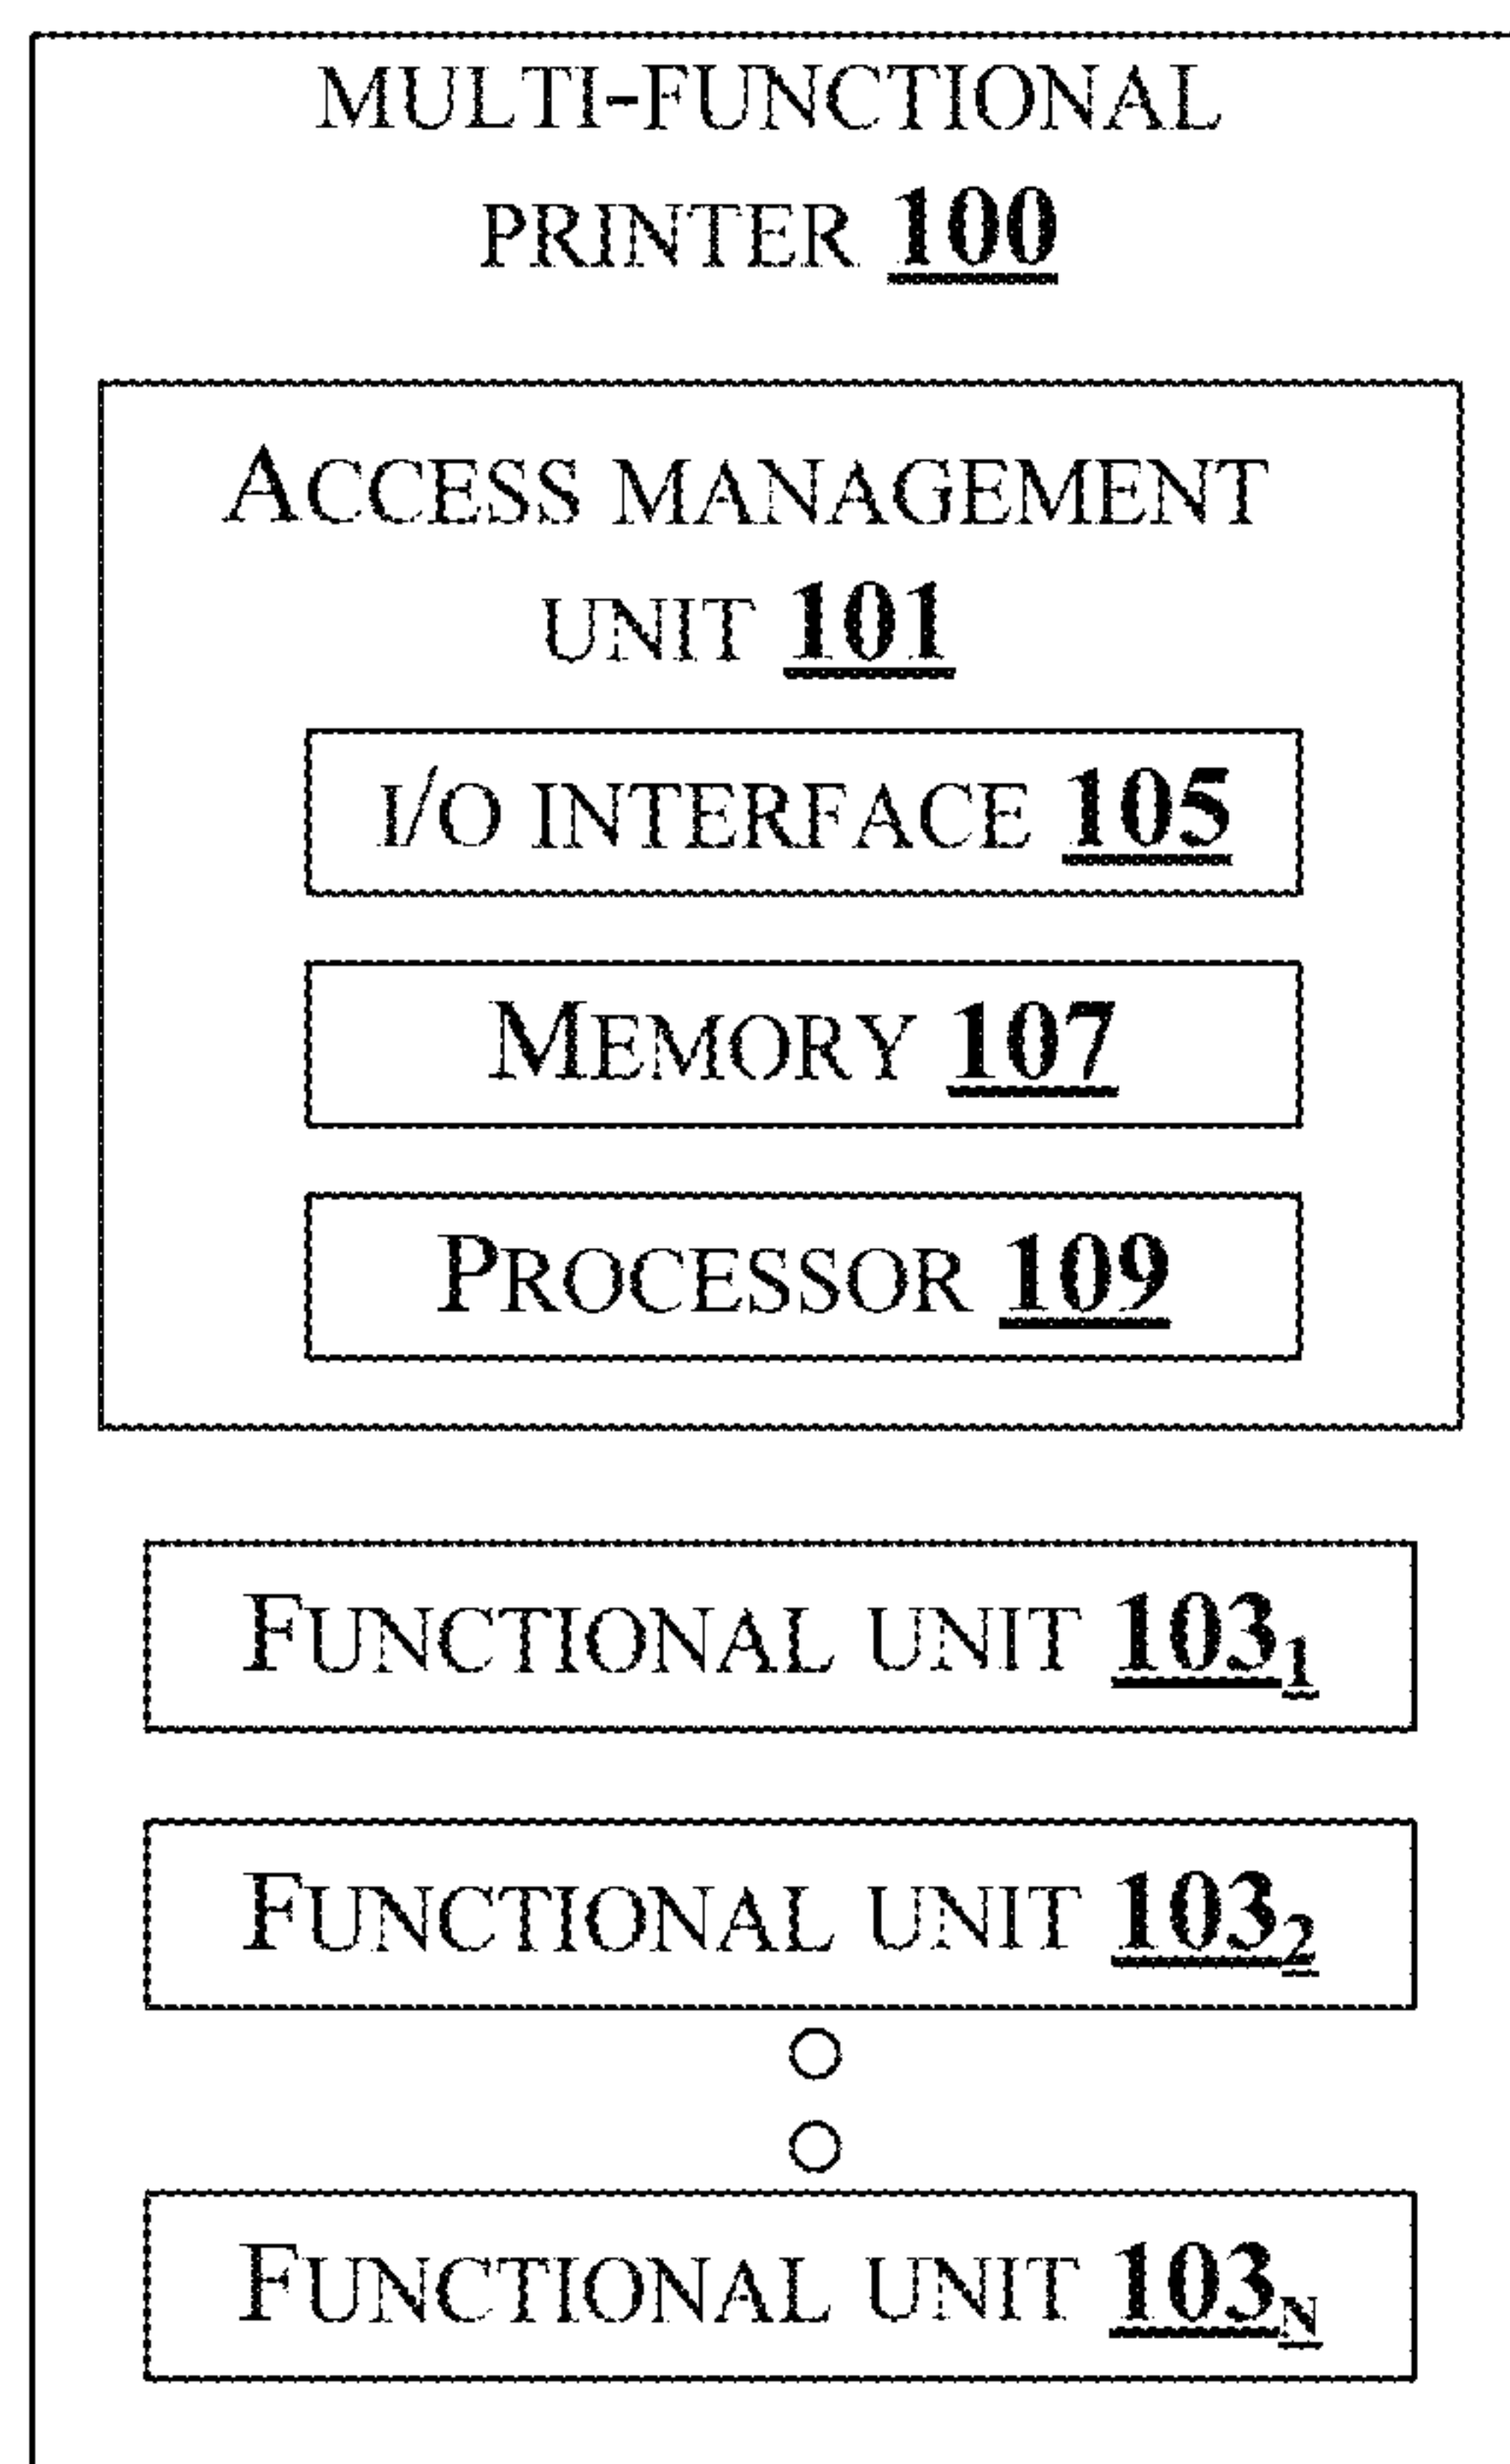 MULTI-FUNCTIONAL
PRINTER 100
ACCESS MANAGEMENT
UNIT 101
I/O INTERFACE 105
MEMORY 107
PROCESSOR 109
FUNCTIONAL UNIT 103₁
FUNCTIONAL UNIT 103₂
FUNCTIONAL UNIT 103N